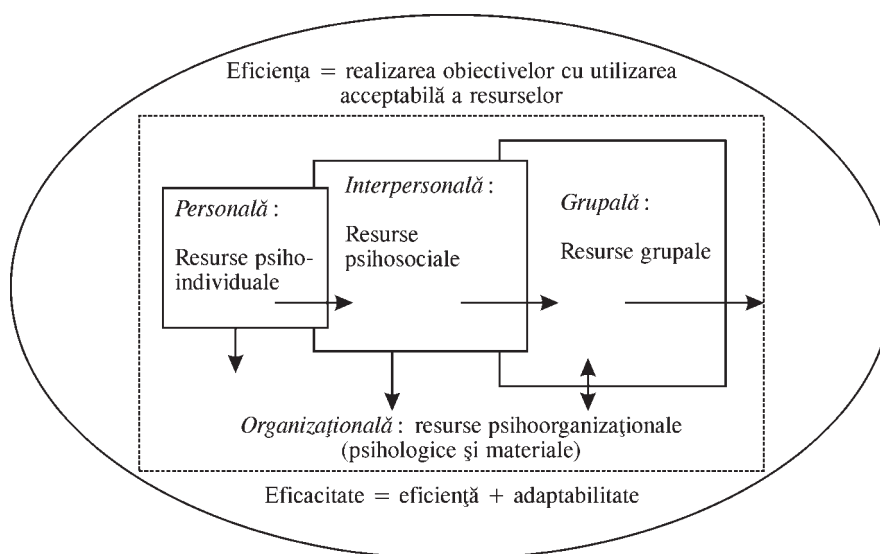 Eficienţa = realizarea obiectivelor cu utilizarea
acceptabilă a resurselor
Personală :
Resurse psiho-
individuale
Interpersonală :
Resurse
psihosociale
Grupală :
Resurse grupale
Organizaţională : resurse psihoorganizaţionale
(psihologice şi materiale)
Eficacitate = eficienţă + adaptabilitate